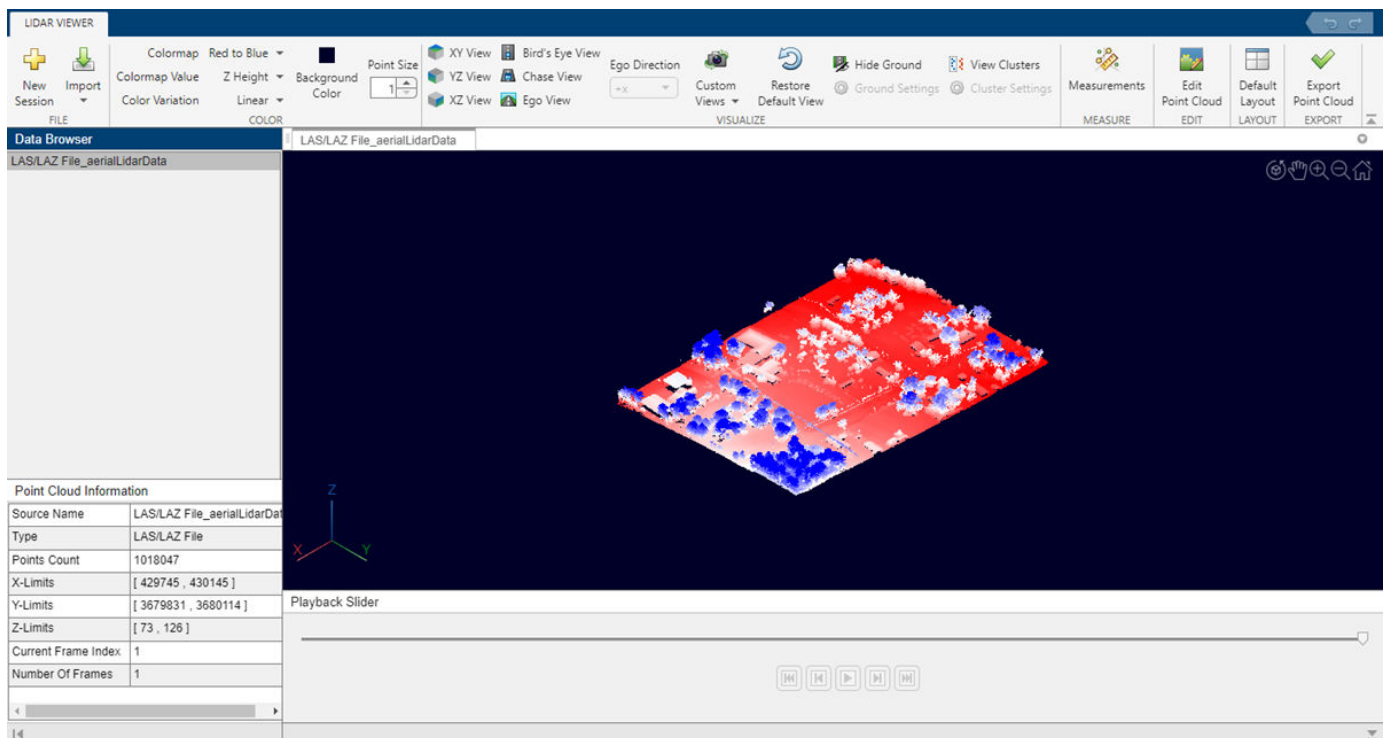 LIDAR VIEWER
New Session
Import
FILE
Colormap Red to Blue
Colormap Value Z Height
Color Variation Linear
Background Color
Point Size
1
COLOR
XY View
YZ View
XZ View
Bird's Eye View
Chase View
Ego View
Ego Direction
+x
Custom Views
Restore Default View
Hide Ground
Ground Settings
View Clusters
Cluster Settings
VISUALIZE
Measurements
MEASURE
Edit Point Cloud
EDIT
Default Layout
LAYOUT
Export Point Cloud
EXPORT
Data Browser
LAS/LAZ File_aerialLidarData
LAS/LAZ File_aerialLidarData
Z
X
Y
Point Cloud Information
Source Name LAS/LAZ File_aerialLidarDat
Type LAS/LAZ File
Points Count 1018047
X-Limits [ 429745 , 430145 ]
Y-Limits [ 3679831 , 3680114 ]
Z-Limits [ 73 , 126 ]
Current Frame Index 1
Number Of Frames 1
Playback Slider